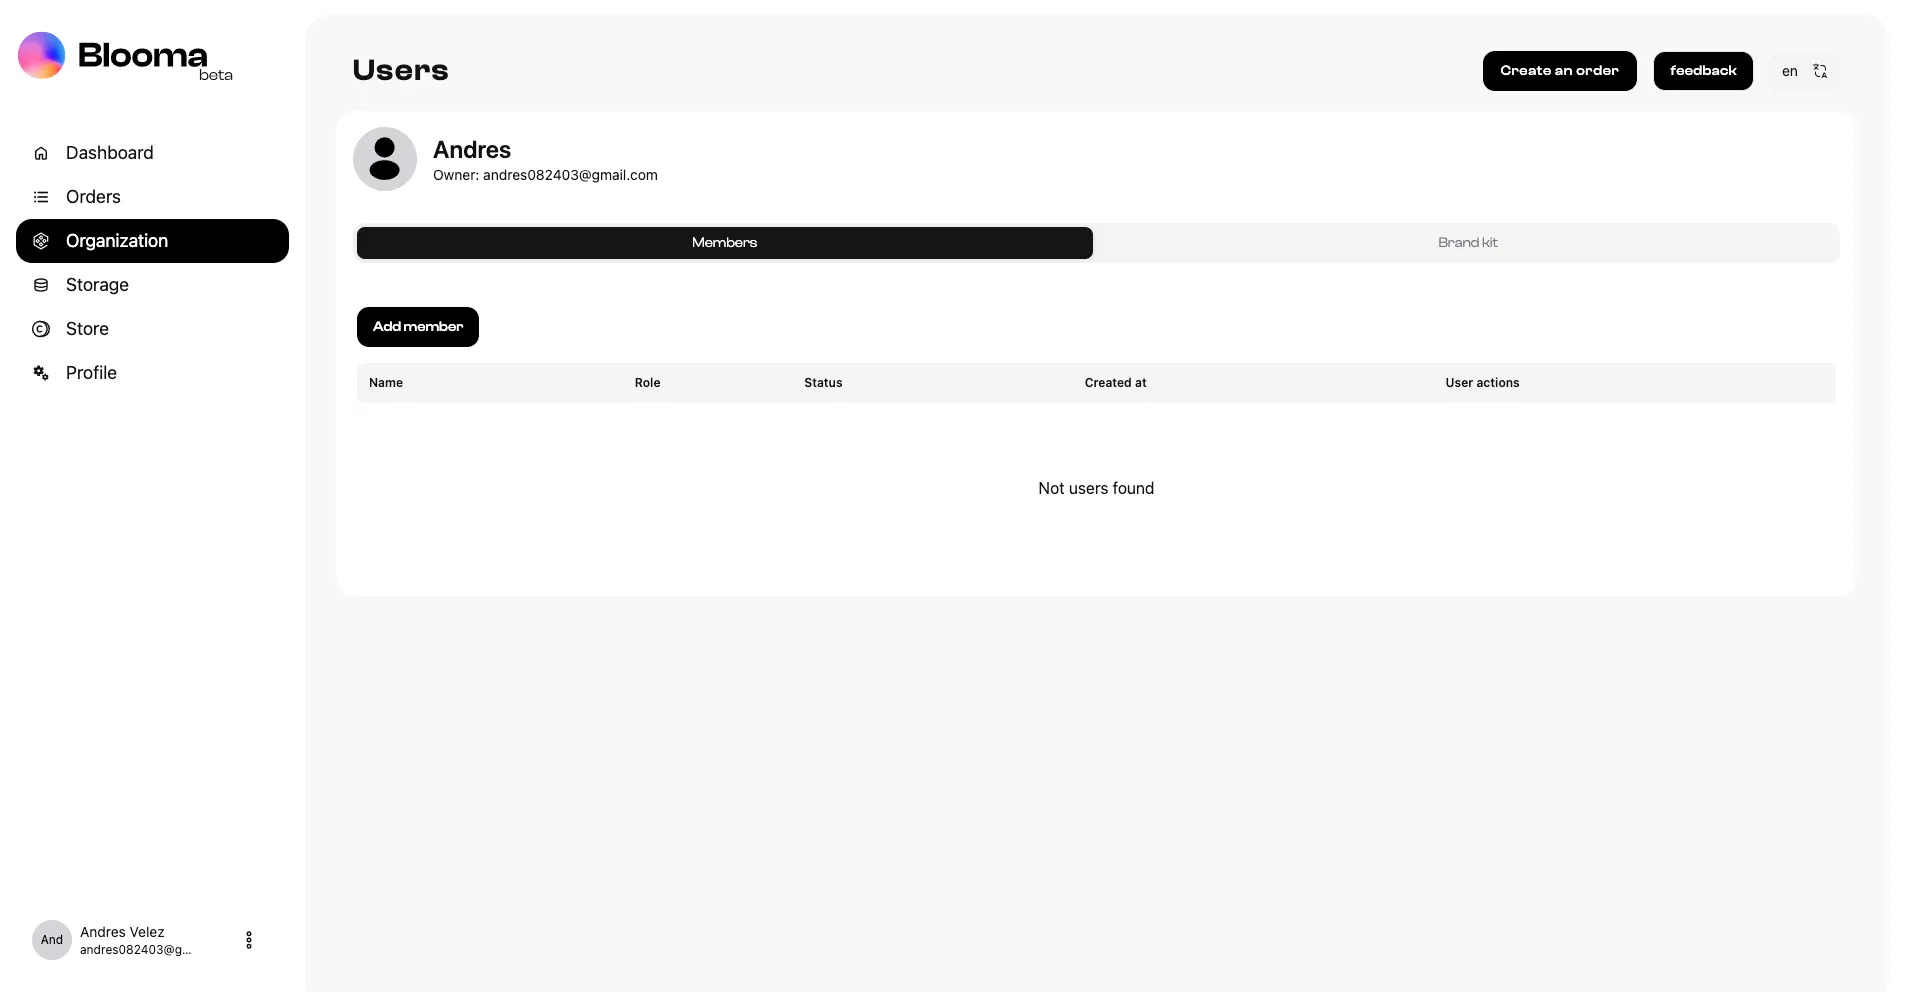 Blooma
beta
Dashboard
Orders
Organization
Storage
Store
Profile
And
Andres Velez
andres082403@g...
Users
Create an order
feedback
en
Andres
Owner: andres082403@gmail.com
Members
Brand kit
Add member
Name Role Status Created at User actions
Not users found